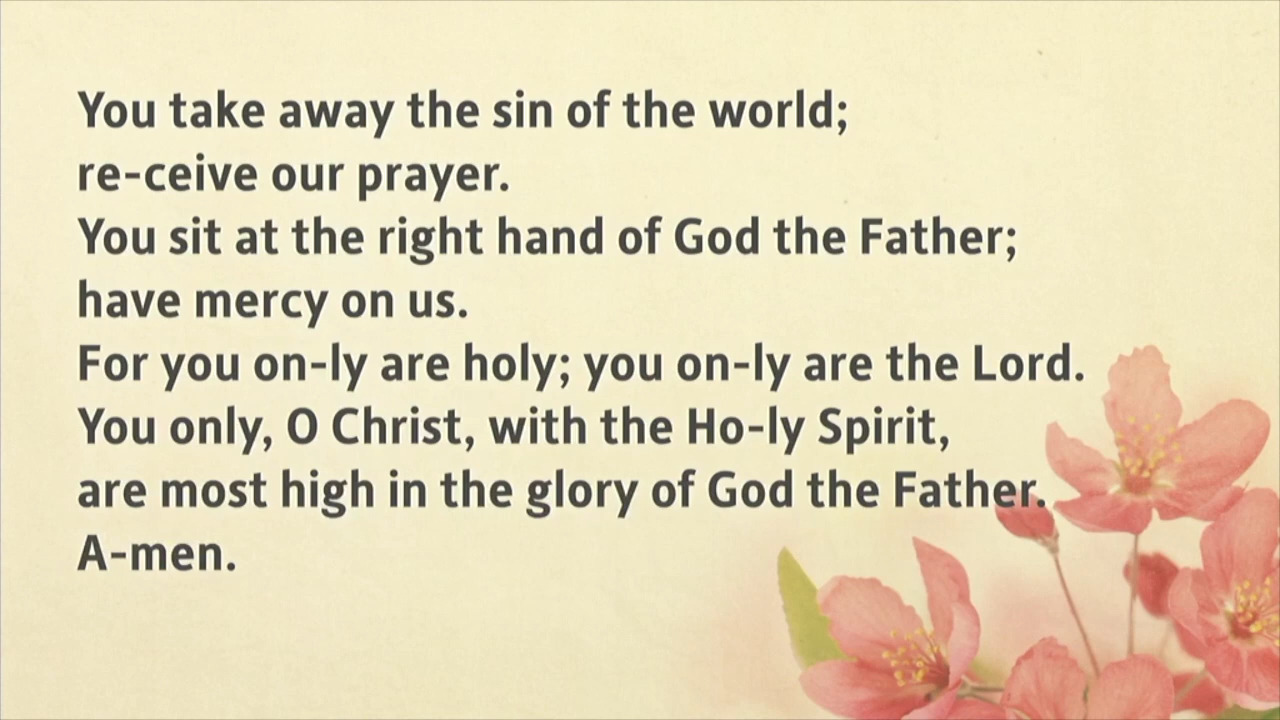 You take away the sin of the world;
re-ceive our prayer.
You sit at the right hand of God the Father;
have mercy on us.
For you on-ly are holy; you on-ly are the Lord.
You only, O Christ, with the Ho-ly Spirit,
are most high in the glory of God the Father.
A-men.